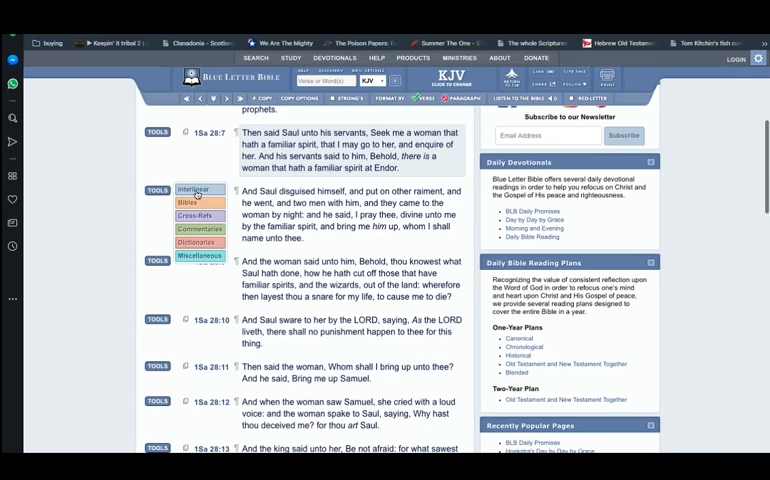 buying
Keepin' it tribal 2
Clanadonia - Scotlan
We Are The Mighty
The Poison Papers:
Summer The One -
The whole Scripture
Hebrew Old Testamen
Tom Kitchin's fish
SEARCH STUDY DEVOTIONALS HELP PRODUCTS MINISTRIES ABOUT DONATE LOGIN
BLUE LETTER BIBLE
HELP QUICKNAV ADV OPTIONS
Verse or Word(s)
KJV
KJV
CLICK TO CHANGE
RETURN TO TOP
LINK
SHARE
CITE THIS
FOLLOW
PRINT
COPY COPY OPTIONS STRONG'S FORMAT BY VERSE PARAGRAPH LISTEN TO THE BIBLE RED LETTER
prophets.
TOOLS 1Sa 28:7 ¶ Then said Saul unto his servants, Seek me a woman that
hath a familiar spirit, that I may go to her, and enquire of
her. And his servants said to him, Behold, there is a
woman that hath a familiar spirit at Endor.
TOOLS
Interlinear
Bibles
Cross-Refs
Commentaries
Dictionaries
Miscellaneous
¶ And Saul disguised himself, and put on other raiment, and
he went, and two men with him, and they came to the
woman by night: and he said, I pray thee, divine unto me
by the familiar spirit, and bring me him up, whom I shall
name unto thee.
TOOLS ¶ And the woman said unto him, Behold, thou knowest what
Saul hath done, how he hath cut off those that have
familiar spirits, and the wizards, out of the land: wherefore
then layest thou a snare for my life, to cause me to die?
TOOLS 1Sa 28:10 ¶ And Saul sware to her by the LORD, saying, As the LORD
liveth, there shall no punishment happen to thee for this
thing.
TOOLS 1Sa 28:11 ¶ Then said the woman, Whom shall I bring up unto thee?
And he said, Bring me up Samuel.
TOOLS 1Sa 28:12 ¶ And when the woman saw Samuel, she cried with a loud
voice: and the woman spake to Saul, saying, Why hast
thou deceived me? for thou art Saul.
TOOLS 1Sa 28:13 ¶ And the king said unto her, Be not afraid: for what sawest
Subscribe to our Newsletter
Email Address
Subscribe
Daily Devotionals
Blue Letter Bible offers several daily devotional
readings in order to help you refocus on Christ and
the Gospel of His peace and righteousness.
BLB Daily Promises
Day by Day by Grace
Morning and Evening
Daily Bible Reading
Daily Bible Reading Plans
Recognizing the value of consistent reflection upon
the Word of God in order to refocus one's mind
and heart upon Christ and His Gospel of peace,
we provide several reading plans designed to
cover the entire Bible in a year.
One-Year Plans
Canonical
Chronological
Historical
Old Testament and New Testament Together
Blended
Two-Year Plan
Old Testament and New Testament Together
Recently Popular Pages
BLB Daily Promises